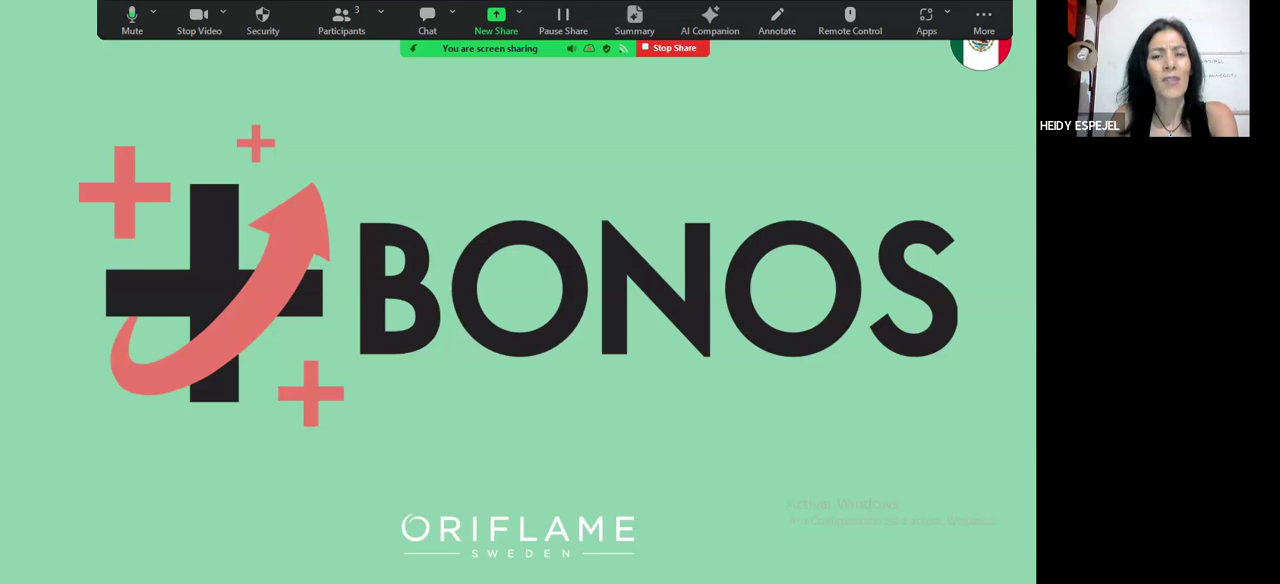 Mute
Stop Video
Security
Participants
3
Chat
New Share
Pause Share
Summary
AI Companion
Annotate
Remote Control
Apps
More
You are screen sharing
Stop Share
HEIDY ESPEJEL
BONOS
Activar Windows
ORIFLAME
SWEDEN